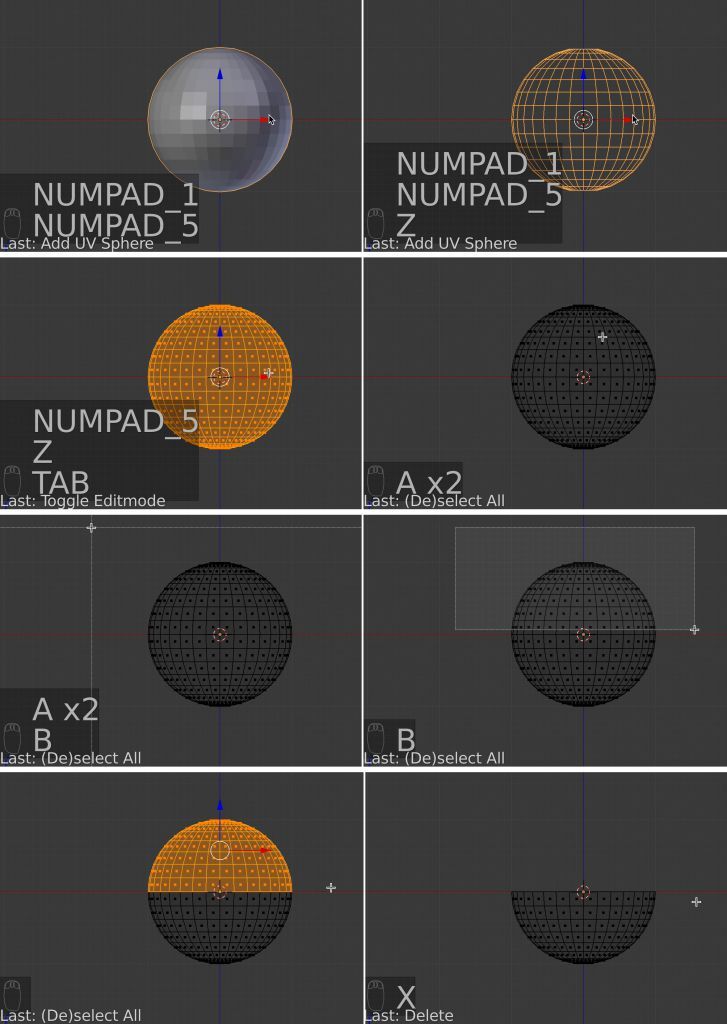 NUMPAD_1
NUMPAD_5
Last: Add UV Sphere
NUMPAD_1
NUMPAD_5
Z
Last: Add UV Sphere
NUMPAD_5
Z
TAB
Last: Toggle Editmode
A x2
Last: (De)select All
A x2
B
Last: (De)select All
B
Last: (De)select All
Last: (De)select All
X
Last: Delete